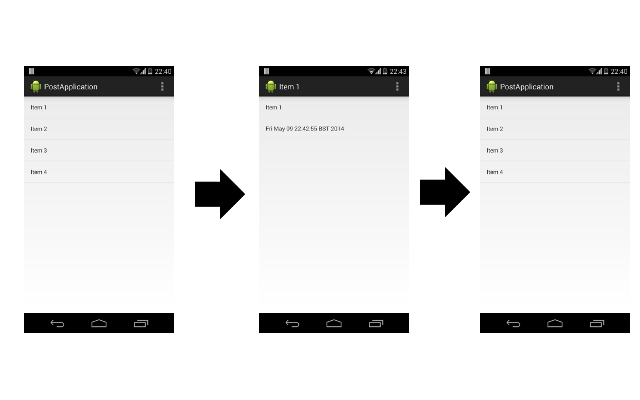 22:40
PostApplication
Item 1
Item 2
Item 3
Item 4
22:43
Item 1
Item 1
Fri May 09 22:42:55 BST 2014
22:40
PostApplication
Item 1
Item 2
Item 3
Item 4